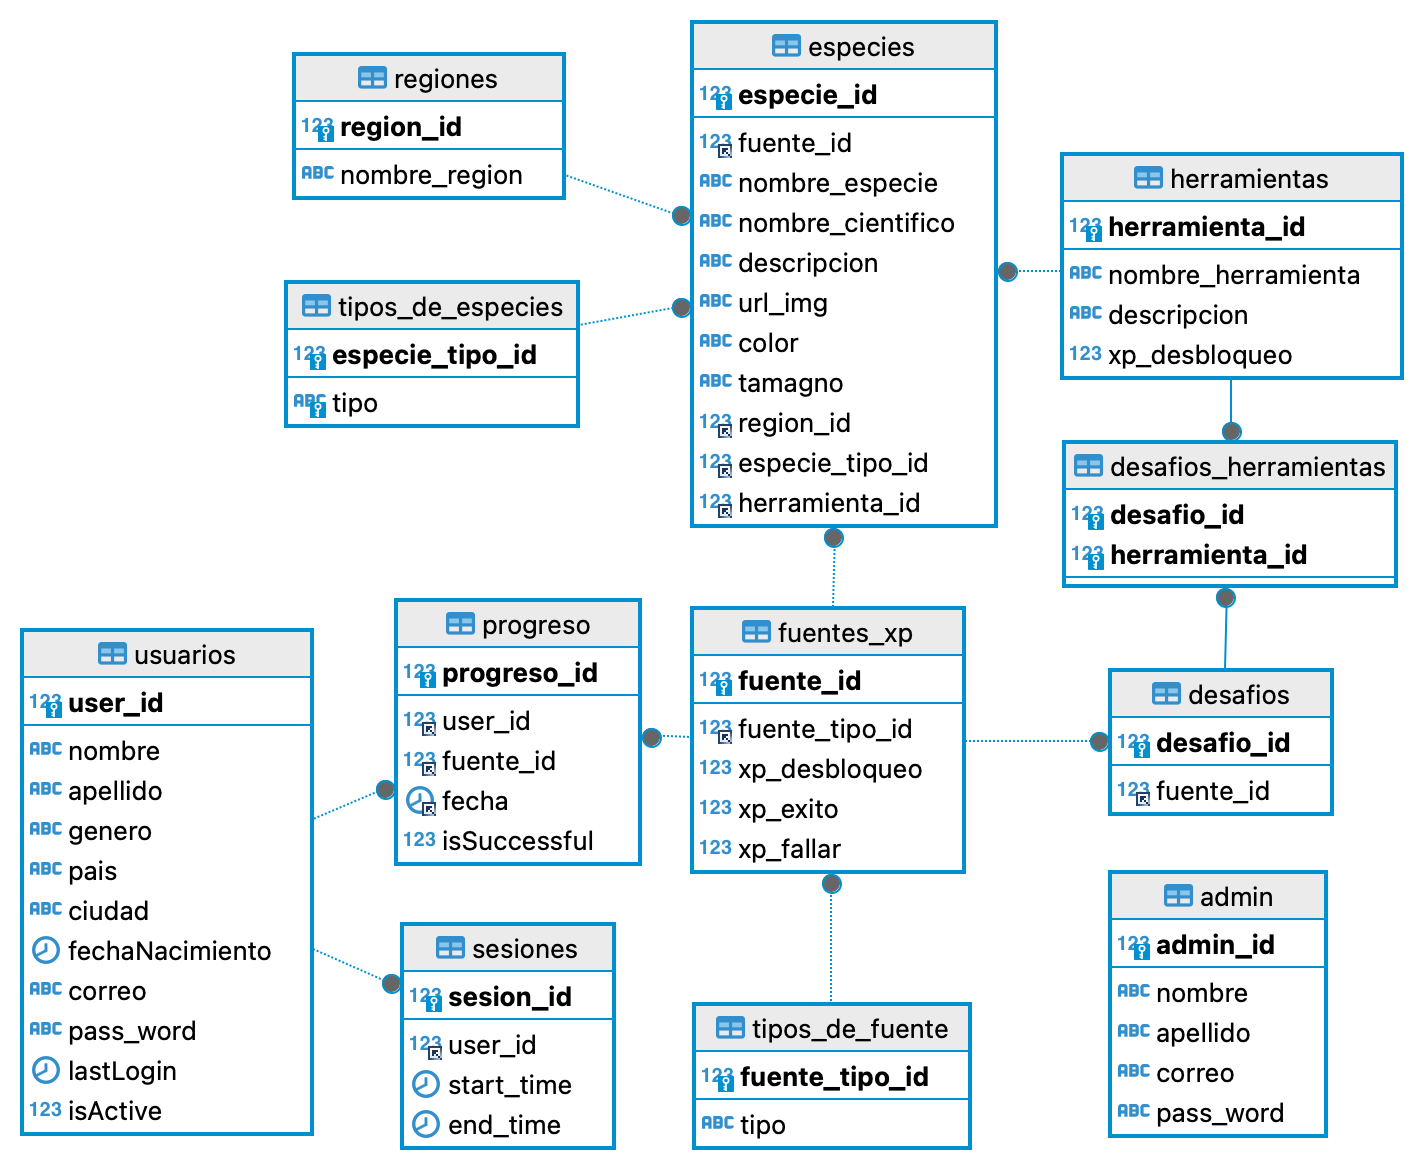 regiones
123 region_id
ABC nombre_region
tipos_de_especies
123 especie_tipo_id
ABC tipo
especies
123 especie_id
123 fuente_id
ABC nombre_especie
ABC nombre_cientifico
ABC descripcion
ABC url_img
ABC color
ABC tamagno
123 region_id
123 especie_tipo_id
123 herramienta_id
herramientas
123 herramienta_id
ABC nombre_herramienta
ABC descripcion
123 xp_desbloqueo
desafios_herramientas
123 desafio_id
123 herramienta_id
usuarios
123 user_id
ABC nombre
ABC apellido
ABC genero
ABC pais
ABC ciudad
fechaNacimiento
ABC correo
ABC pass_word
lastLogin
123 isActive
progreso
123 progreso_id
123 user_id
123 fuente_id
fecha
123 isSuccessful
sesiones
123 sesion_id
123 user_id
start_time
end_time
fuentes_xp
123 fuente_id
123 fuente_tipo_id
123 xp_desbloqueo
123 xp_exito
123 xp_fallar
tipos_de_fuente
123 fuente_tipo_id
ABC tipo
desafios
123 desafio_id
123 fuente_id
admin
123 admin_id
ABC nombre
ABC apellido
ABC correo
ABC pass_word